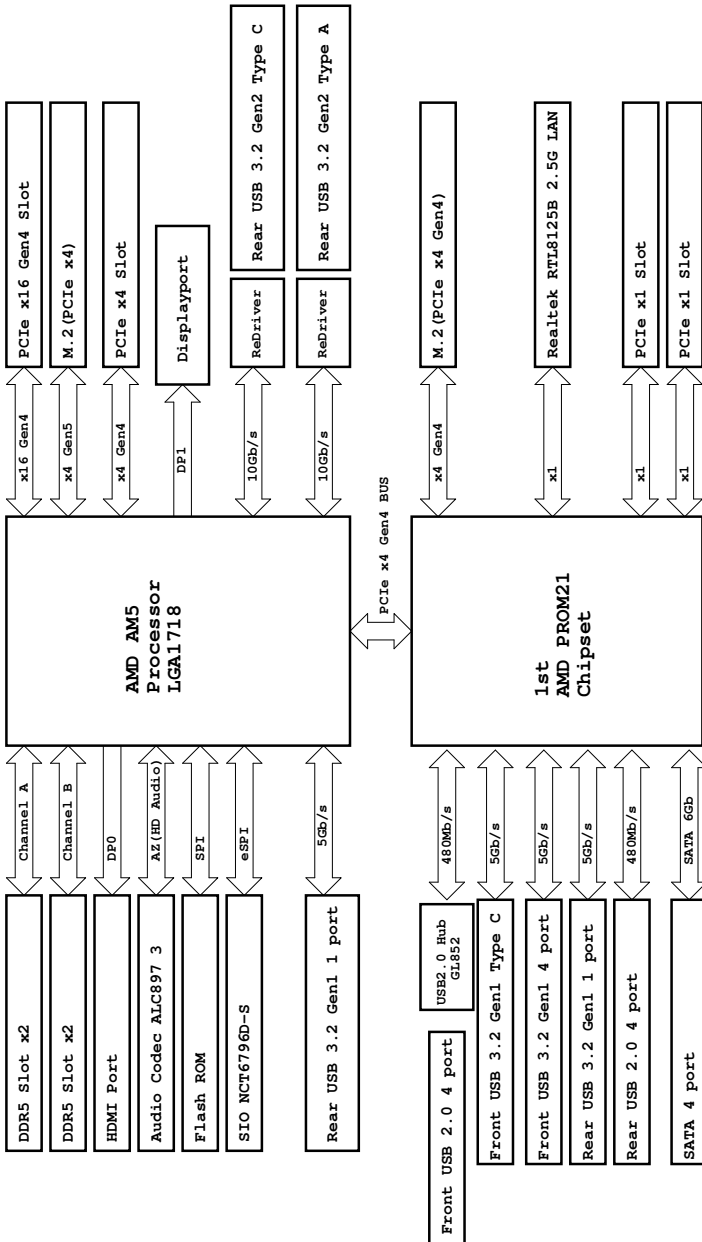 PCIe x16 Gen4 Slot
M.2(PCIe x4)
PCIe x4 Slot
Displayport
Rear USB 3.2 Gen2 Type C
ReDriver
Rear USB 3.2 Gen2 Type A
ReDriver
M.2(PCIe x4 Gen4)
Realtek RTL8125B 2.5G LAN
PCIe x1 Slot
PCIe x1 Slot
x16 Gen4
x4 Gen5
x4 Gen4
DP1
10Gb/s
10Gb/s
x4 Gen4
x1
x1
x1
AMD AM5
Processor
LGA1718
PCIe x4 Gen4 BUS
1st
AMD PROM21
Chipset
Channel A
Channel B
DP0
AZ(HD Audio)
SPI
eSPI
5Gb/s
480Mb/s
5Gb/s
5Gb/s
5Gb/s
480Mb/s
SATA 6Gb
DDR5 Slot x2
DDR5 Slot x2
HDMI Port
Audio Codec ALC897 3
Flash ROM
SIO NCT6796D-S
Rear USB 3.2 Gen1 1 port
USB2.0 Hub
GL852
Front USB 2.0 4 port
Front USB 3.2 Gen1 Type C
Front USB 3.2 Gen1 4 port
Rear USB 3.2 Gen1 1 port
Rear USB 2.0 4 port
SATA 4 port